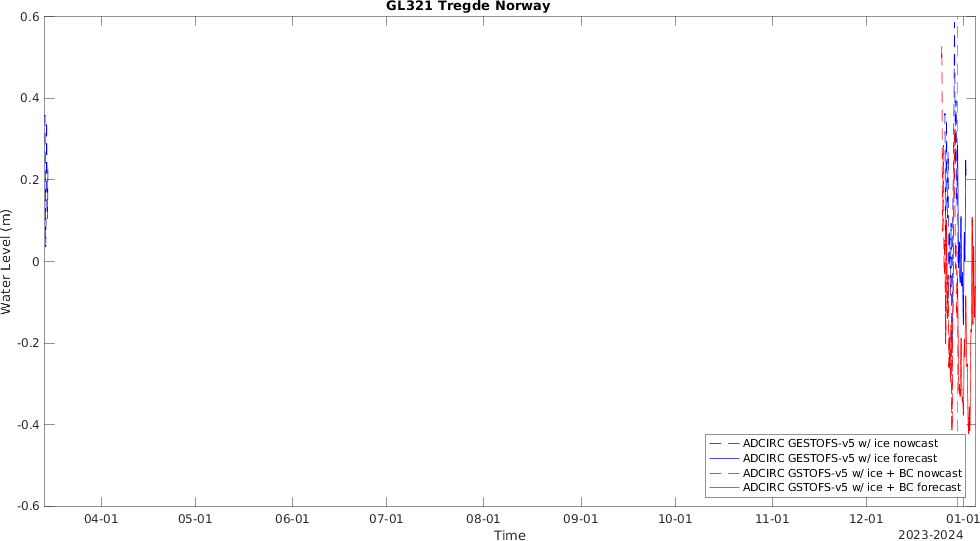 GL321 Tregde Norway
0.6
0.4
0.2
0
-0.2
-0.4
-0.6
Water Level (m)
ADCIRC GESTOFS-v5 w/ ice nowcast
ADCIRC GESTOFS-v5 w/ ice forecast
ADCIRC GSTOFS-v5 w/ ice + BC nowcast
ADCIRC GSTOFS-v5 w/ ice + BC forecast
04-01 05-01 06-01 07-01 08-01 09-01 10-01 11-01 12-01 01-01
Time
2023-2024